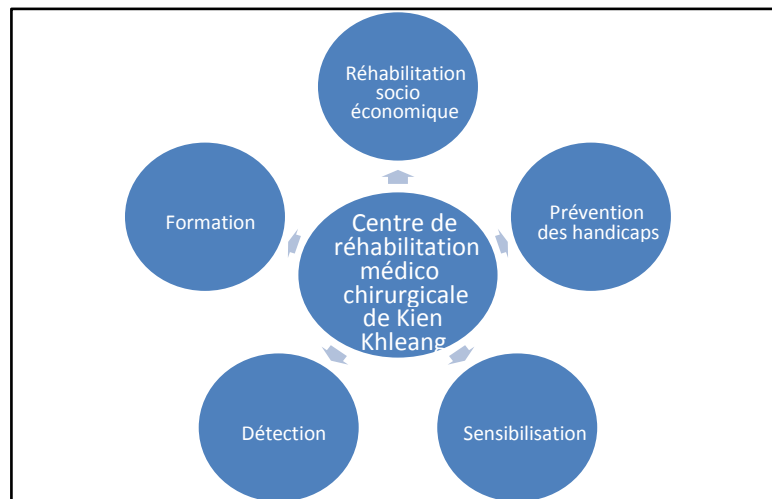 Réhabilitation
socio
économique
Formation
Centre de
réhabilitation
médico
chirurgicale
de Kien
Khleang
Prévention
des handicaps
Détection
Sensibilisation